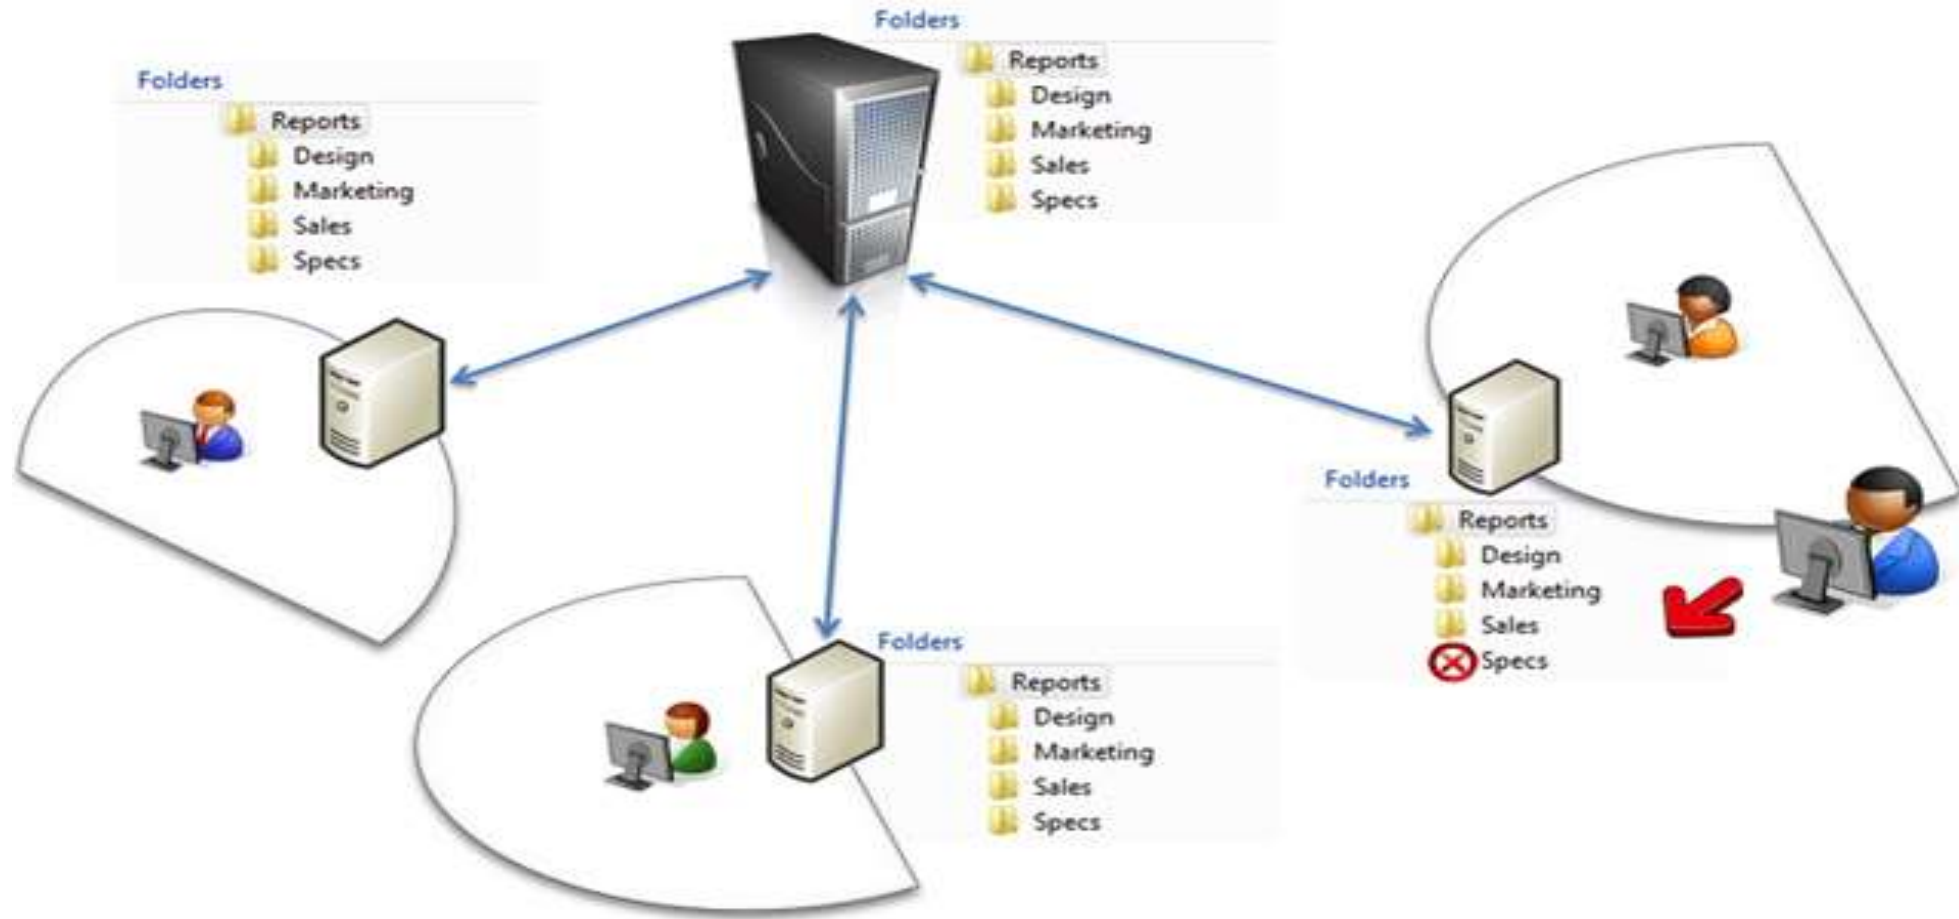 Folders
Reports
Design
Marketing
Sales
Specs
Folders
Reports
Design
Marketing
Sales
Specs
Folders
Reports
Design
Marketing
Sales
Specs
Folders
Reports
Design
Marketing
Sales
Specs